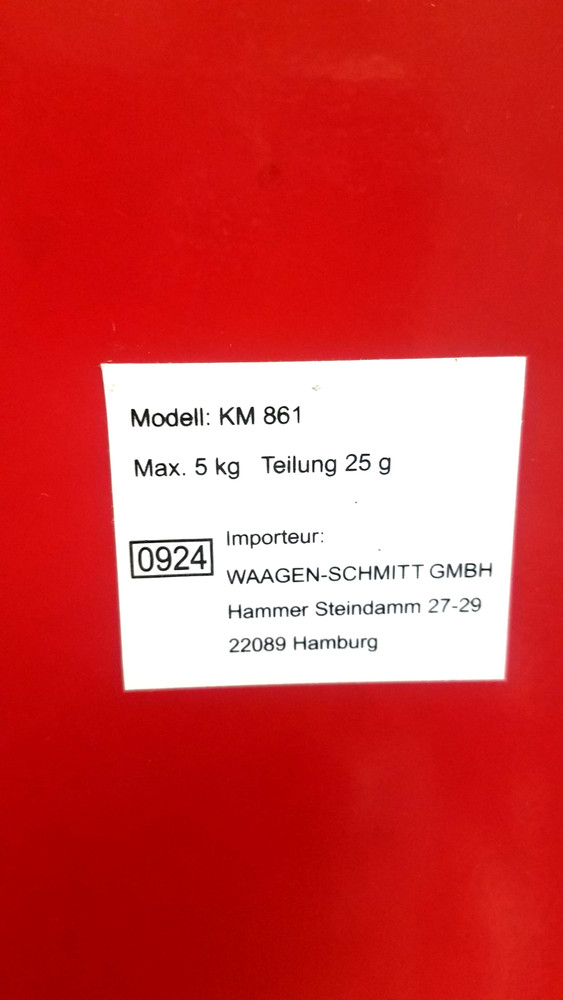 Modell: KM 861
Max. 5 kg Teilung 25 g
0924
Importeur:
WAAGEN-SCHMITT GMBH
Hammer Steindamm 27-29
22089 Hamburg